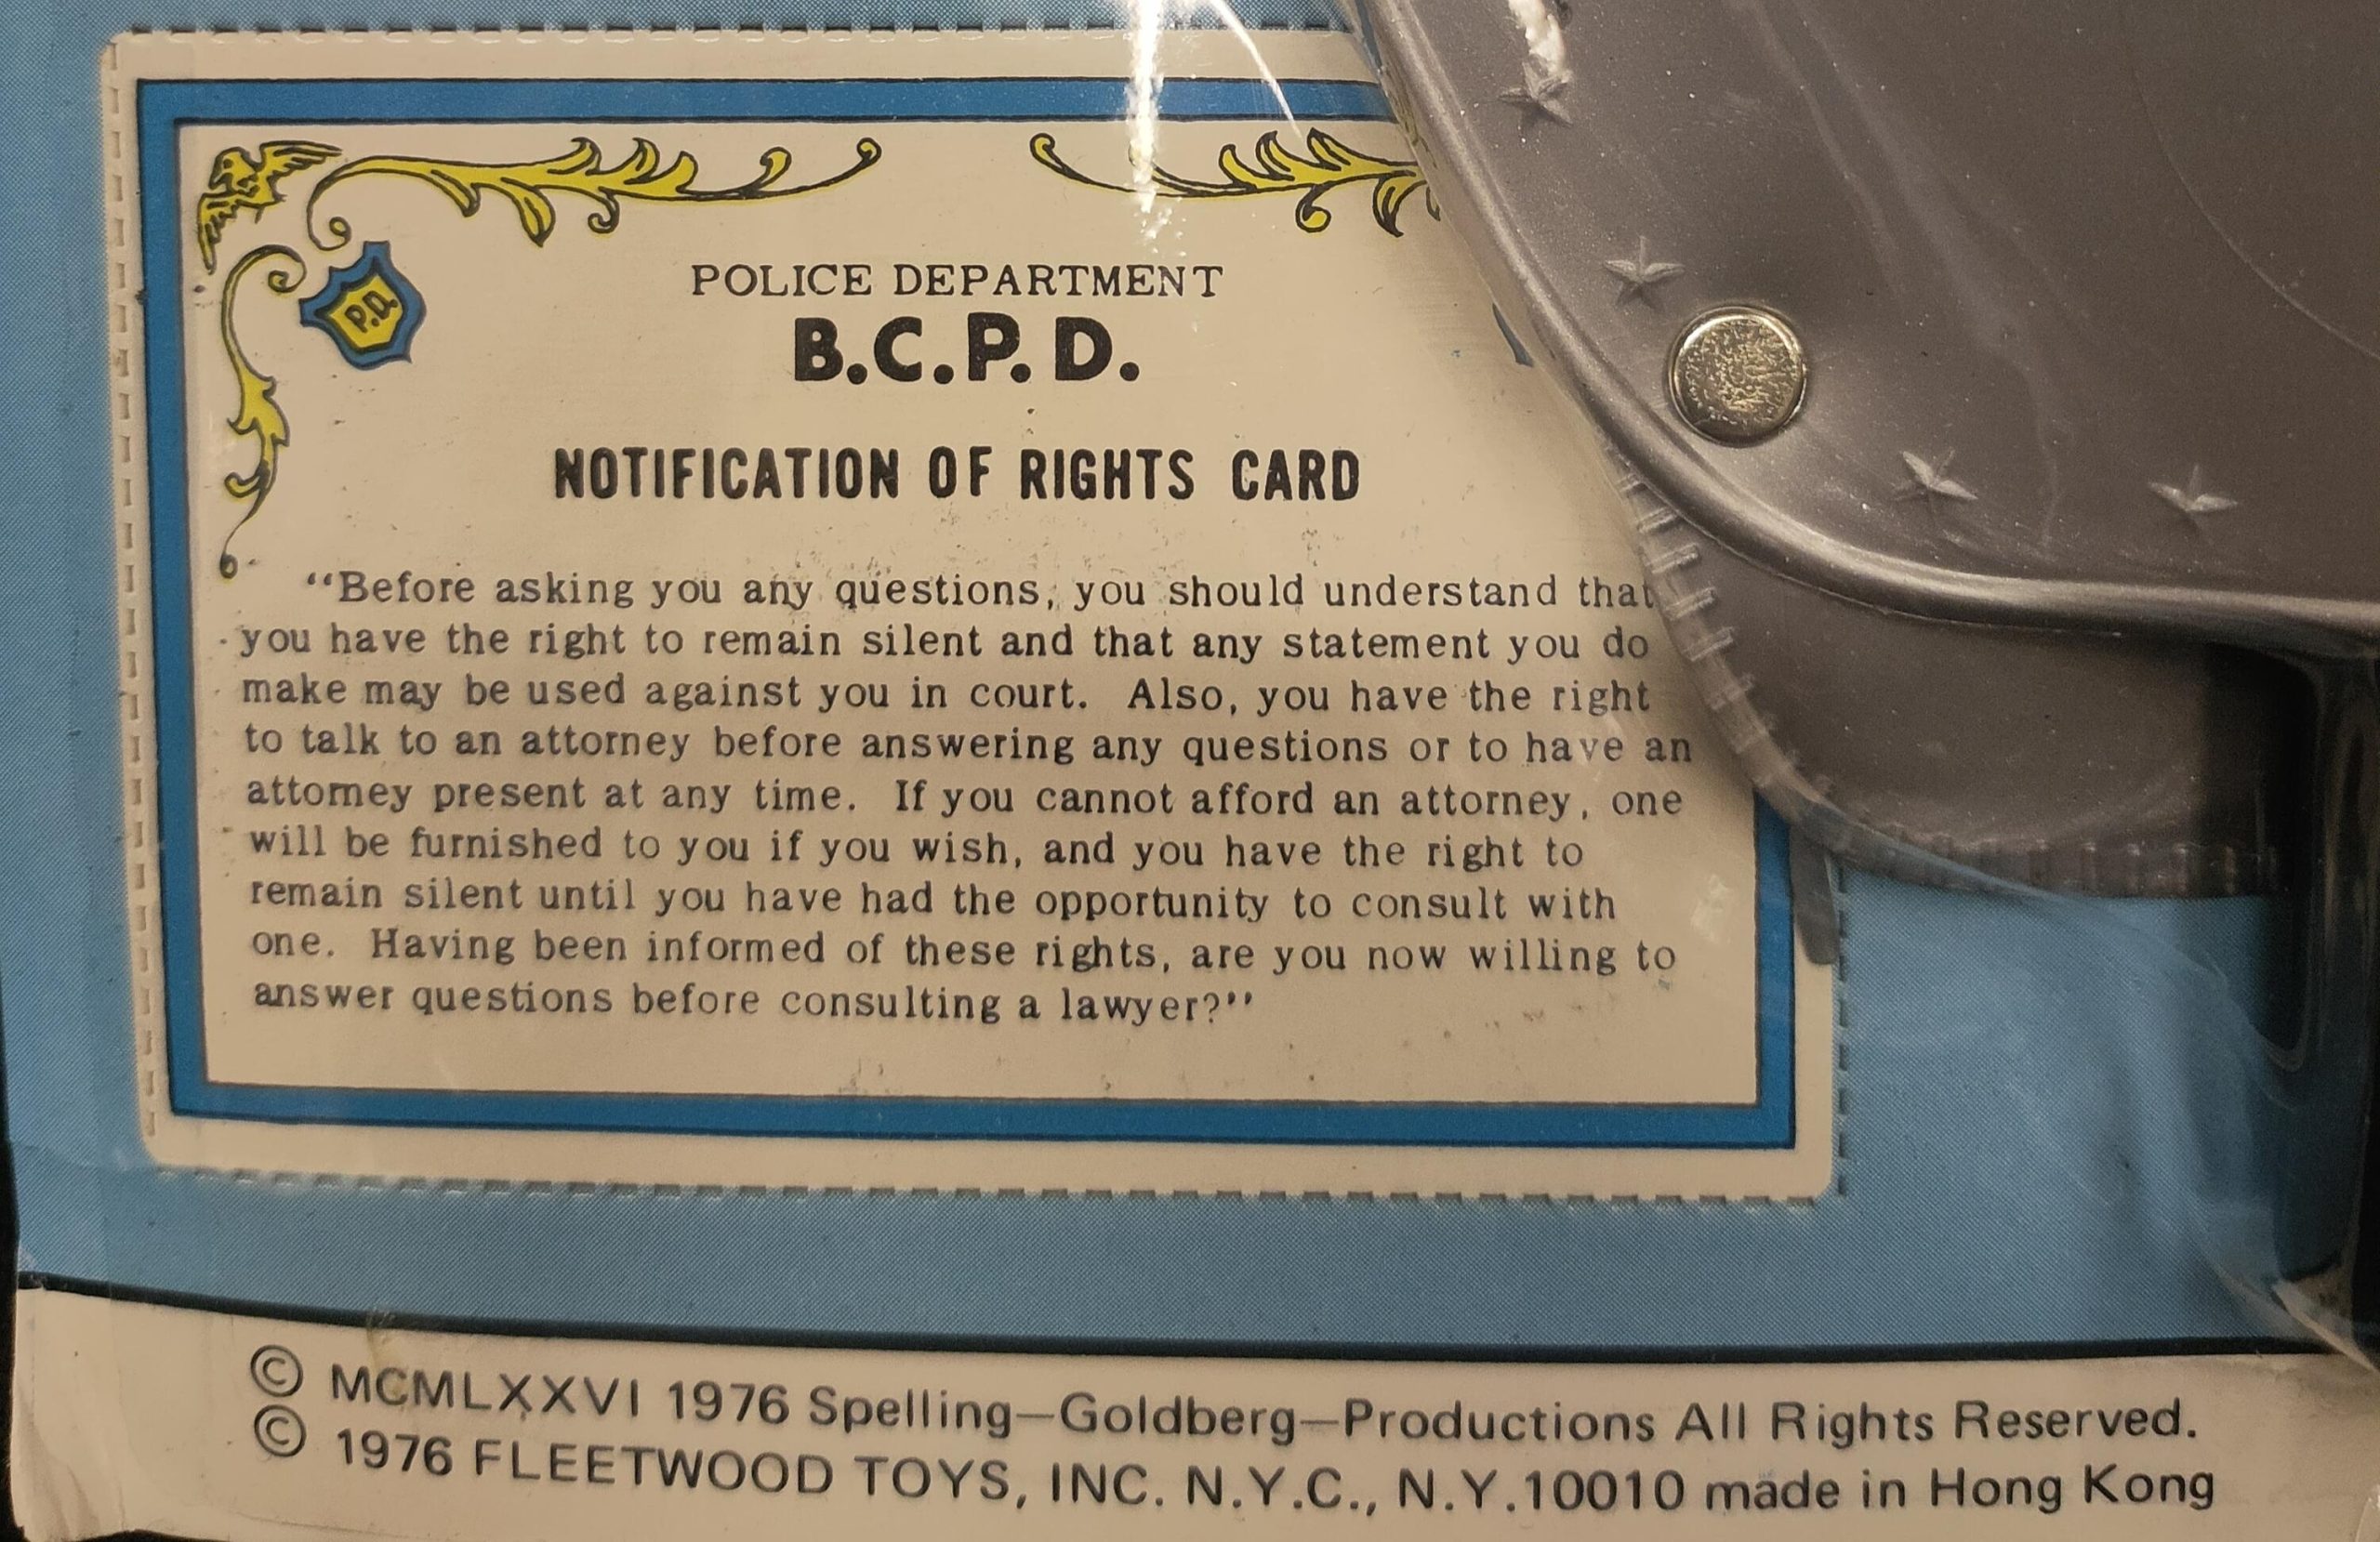 P.D.
POLICE DEPARTMENT
B.C.P.D.
NOTIFICATION OF RIGHTS CARD
“Before asking you any questions, you should understand that
you have the right to remain silent and that any statement you do
make may be used against you in court. Also, you have the right
to talk to an attorney before answering any questions or to have an
attorney present at any time. If you cannot afford an attorney, one
will be furnished to you if you wish, and you have the right to
remain silent until you have had the opportunity to consult with
one. Having been informed of these rights, are you now willing to
answer questions before consulting a lawyer?”
© MCMLXXVI 1976 Spelling—Goldberg—Productions All Rights Reserved.
© 1976 FLEETWOOD TOYS, INC. N.Y.C., N.Y.10010 made in Hong Kong